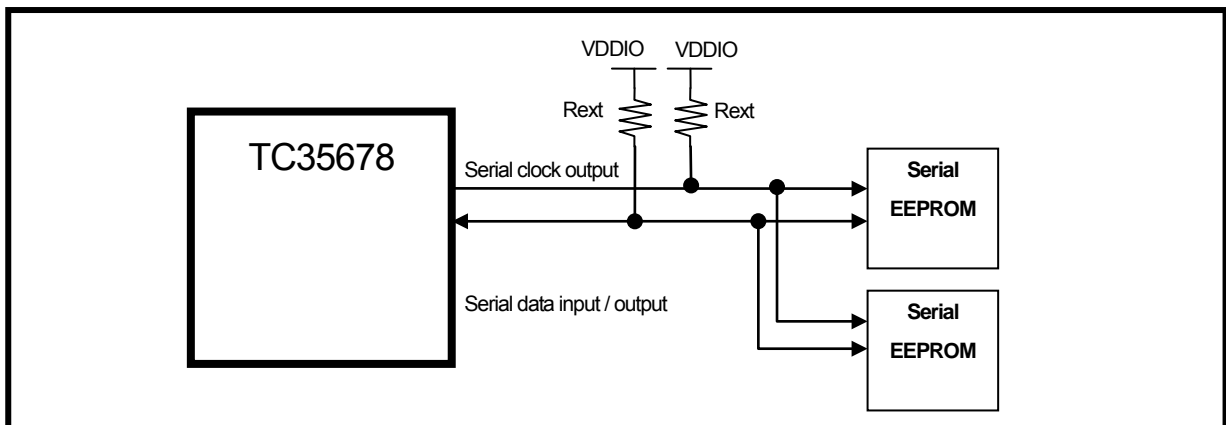 VDDIO VDDIO
Rext Rext
TC35678
Serial clock output
Serial
EEPROM
Serial data input / output
Serial
EEPROM